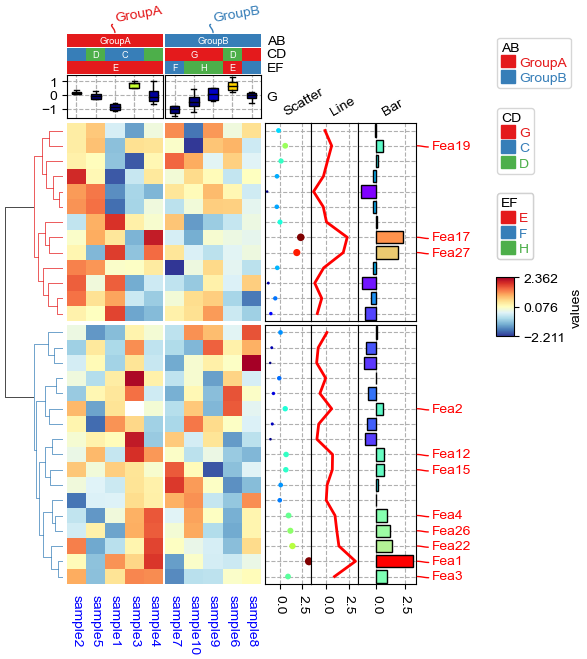 GroupA
GroupB
GroupA
GroupB
AB
D
C
G
D
CD
E
F
H
E
EF
1
0
−1
G
Scatter
Line
Bar
Fea19
Fea17
Fea27
Fea2
Fea12
Fea15
Fea4
Fea26
Fea22
Fea1
Fea3
sample2
sample5
sample1
sample3
sample4
sample7
sample10
sample9
sample6
sample8
0.0
2.5
0.0
2.5
0.0
2.5
AB
GroupA
GroupB
CD
G
C
D
EF
E
F
H
2.362
0.076
−2.211
values